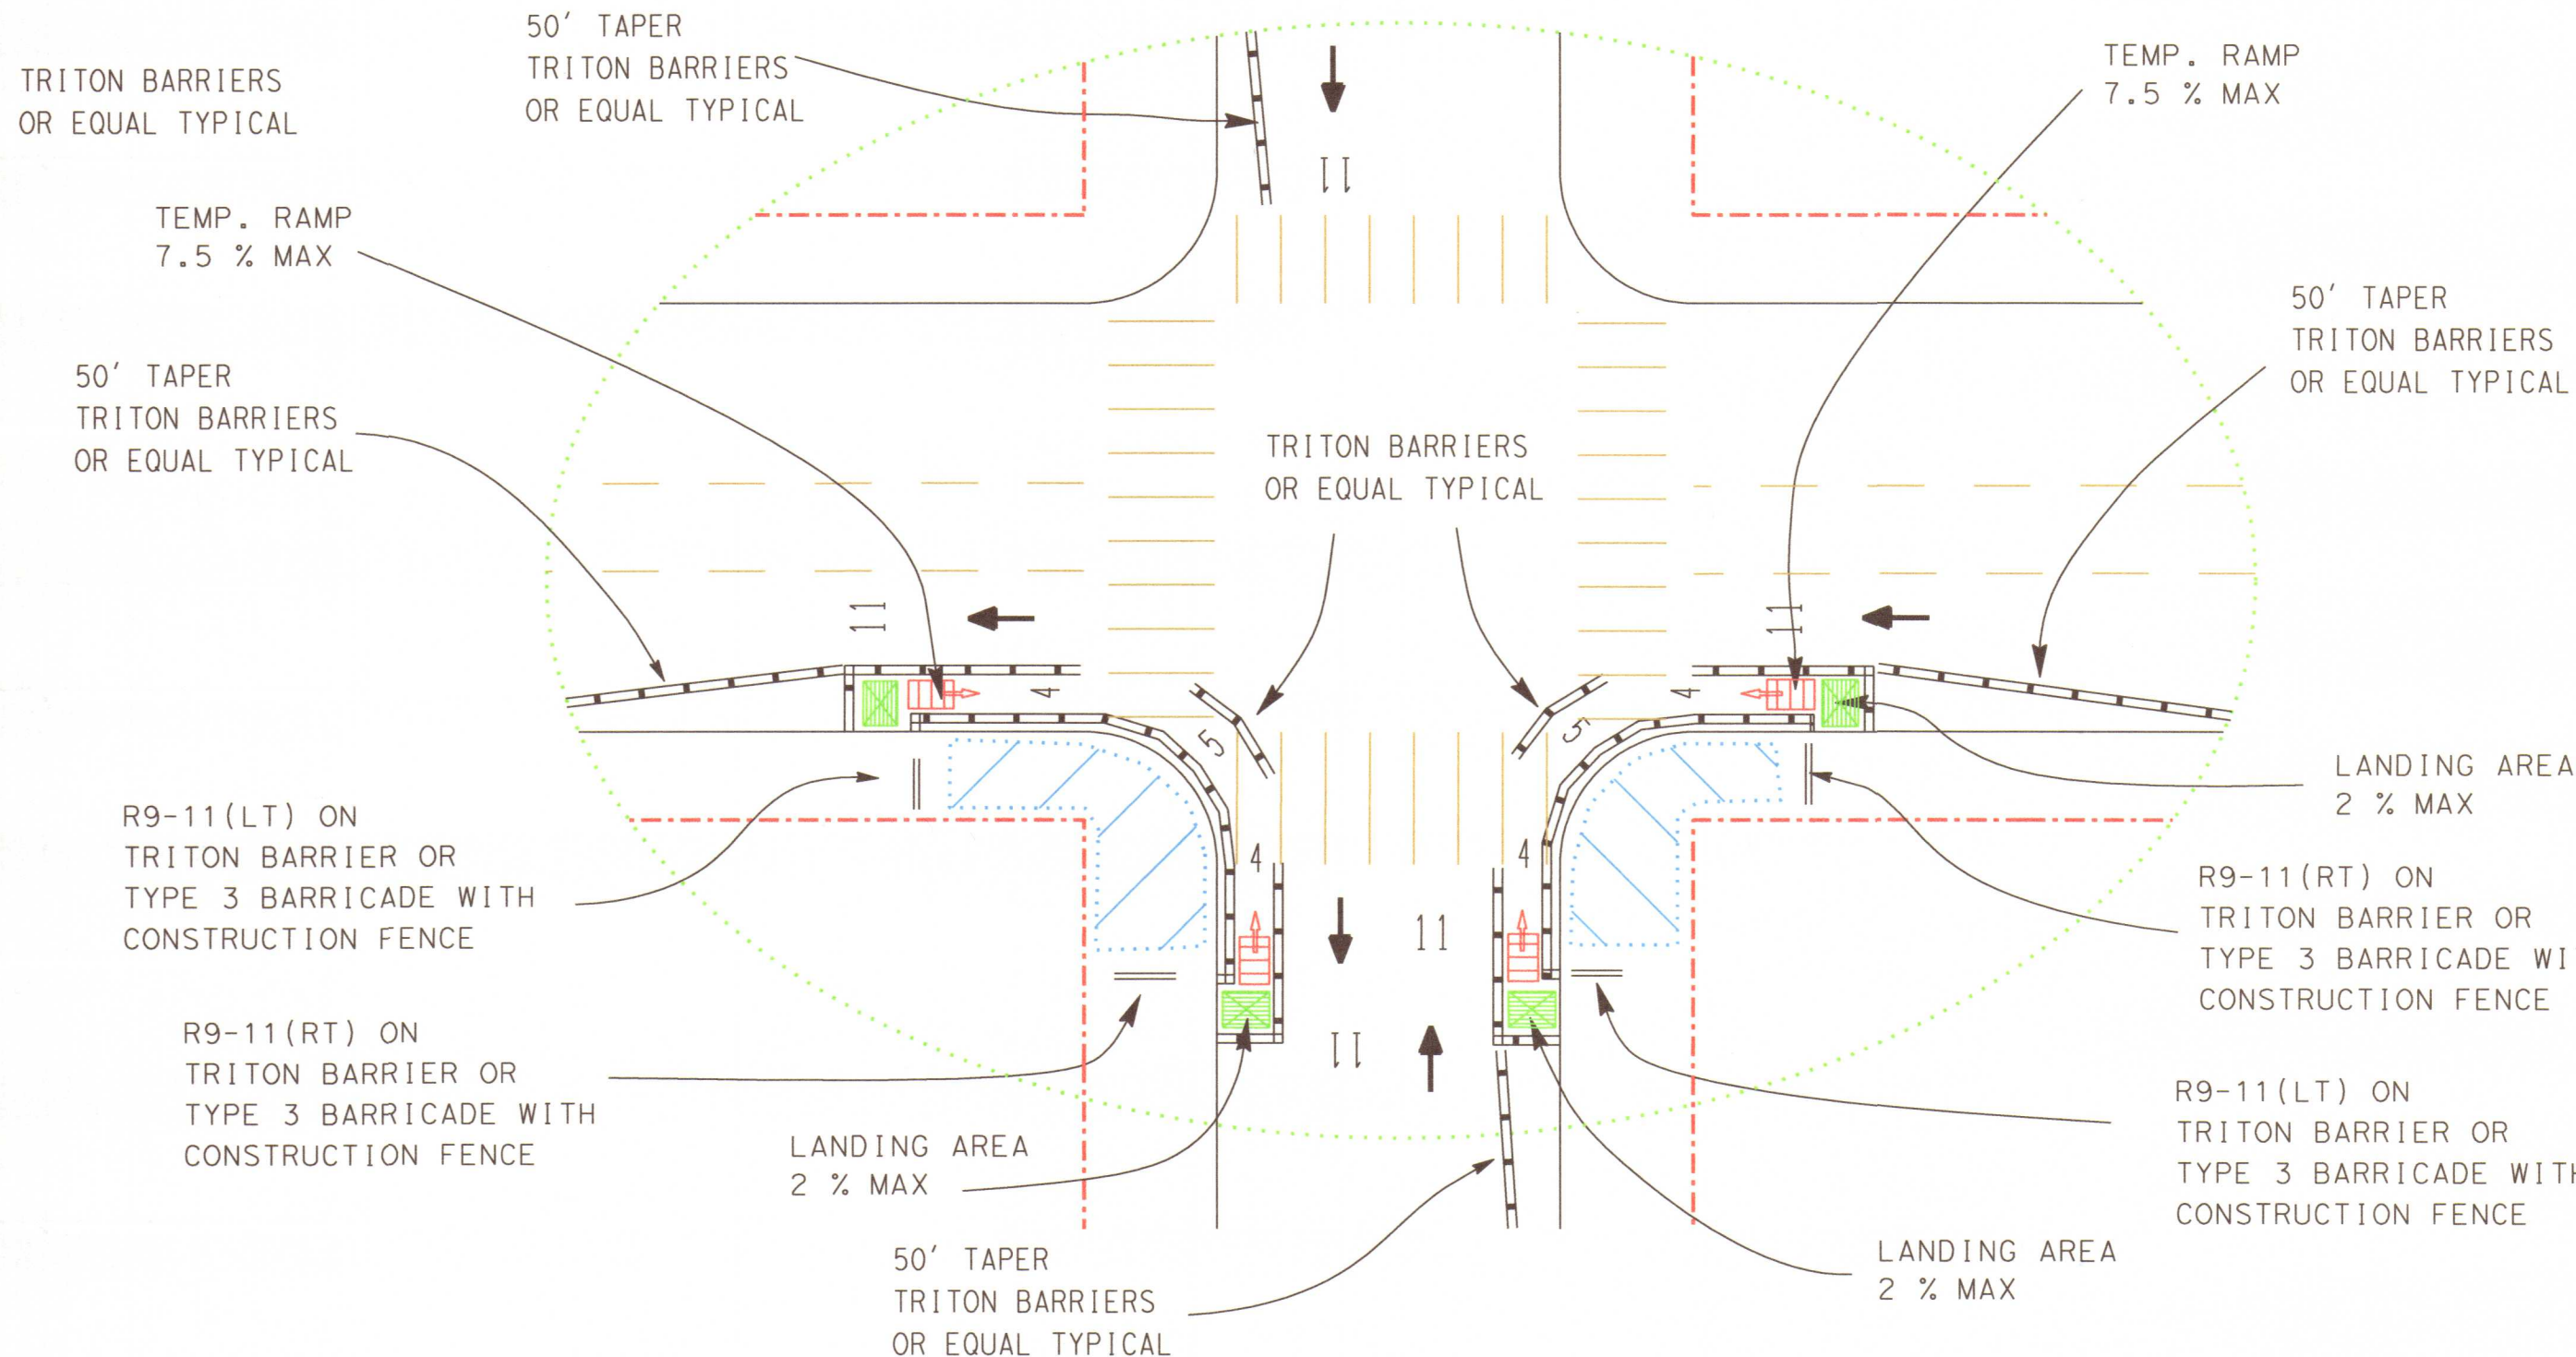 TRITON BARRIERS
OR EQUAL TYPICAL
50' TAPER
TRITON BARRIERS
OR EQUAL TYPICAL
TEMP. RAMP
7.5 % MAX
11
TEMP. RAMP
7.5 % MAX
50' TAPER
TRITON BARRIERS
OR EQUAL TYPICAL
50' TAPER
TRITON BARRIERS
OR EQUAL TYPICAL
TRITON BARRIERS
OR EQUAL TYPICAL
11
11
4
4
5
5
LANDING AREA
2 % MAX
R9-11(LT) ON
TRITON BARRIER OR
TYPE 3 BARRICADE WITH
CONSTRUCTION FENCE
4
4
R9-11(RT) ON
TRITON BARRIER OR
TYPE 3 BARRICADE WI
CONSTRUCTION FENCE
11
R9-11(RT) ON
TRITON BARRIER OR
TYPE 3 BARRICADE WITH
CONSTRUCTION FENCE
11
R9-11(LT) ON
TRITON BARRIER OR
TYPE 3 BARRICADE WITH
CONSTRUCTION FENCE
LANDING AREA
2 % MAX
50' TAPER
TRITON BARRIERS
OR EQUAL TYPICAL
LANDING AREA
2 % MAX